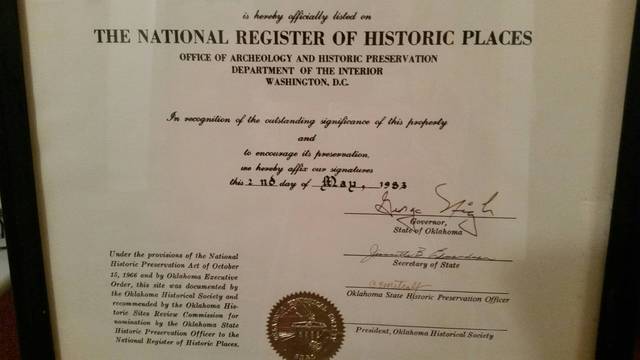 is hereby officially listed on
THE NATIONAL REGISTER OF HISTORIC PLACES
OFFICE OF ARCHEOLOGY AND HISTORIC PRESERVATION
DEPARTMENT OF THE INTERIOR
WASHINGTON, D.C.
In recognition of the outstanding significance of this property
and
to encourage its preservation,
we hereby affix our signatures
this 2 nd day of May, 1983
George Nigh
Governor,
State of Oklahoma
Secretary of State
Oklahoma State Historic Preservation Officer
President, Oklahoma Historical Society
Under the provisions of the National
Historic Preservation Act of October
15, 1966 and by Oklahoma Executive
Order, this site was documented by
the Oklahoma Historical Society and
recommended by the Oklahoma His-
toric Sites Review Commission for
nomination by the Oklahoma State
Historic Preservation Officer to the
National Register of Historic Places.